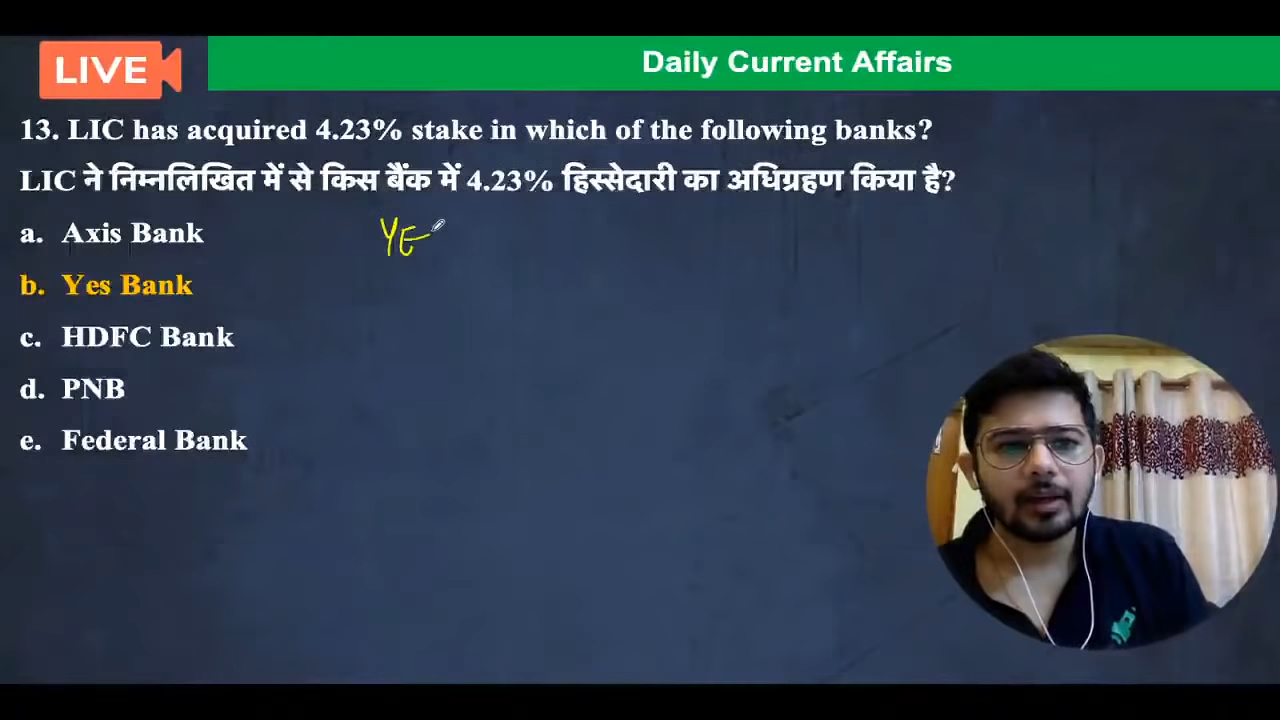 LIVE
Daily Current Affairs
13. LIC has acquired 4.23% stake in which of the following banks?
LIC ने निम्नलिखित में से किस बैंक में 4.23% हिस्सेदारी का अधिग्रहण किया है?
a. Axis Bank
YE
b. Yes Bank
c. HDFC Bank
d. PNB
e. Federal Bank